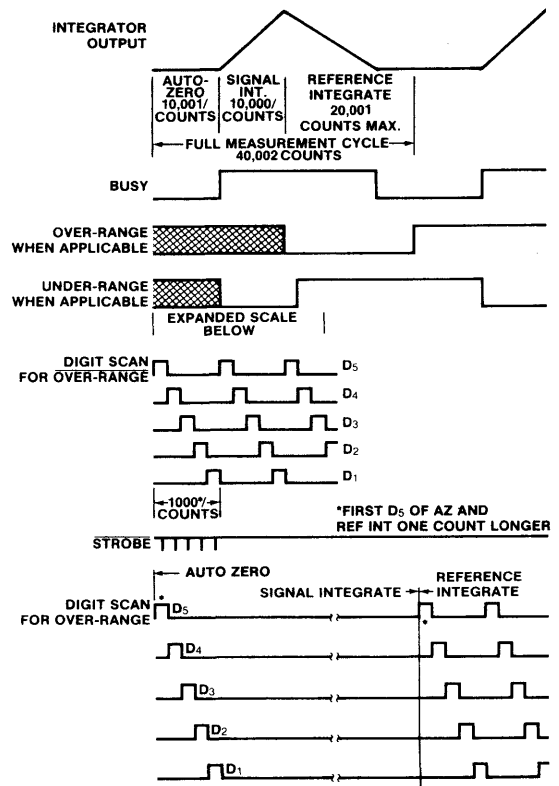 INTEGRATOR
OUTPUT
AUTO-
ZERO
10,001/
COUNTS
SIGNAL
INT.
10,000/
COUNTS
REFERENCE
INTEGRATE
20,001
COUNTS MAX.
FULL MEASUREMENT CYCLE
40,002 COUNTS
BUSY
OVER-RANGE
WHEN APPLICABLE
UNDER-RANGE
WHEN APPLICABLE
EXPANDED SCALE
BELOW
DIGIT SCAN
FOR OVER-RANGE
D5
D4
D3
D2
D1
1000*/
COUNTS
*FIRST D5 OF AZ AND
REF INT ONE COUNT LONGER
STROBE
AUTO ZERO
SIGNAL INTEGRATE
REFERENCE
INTEGRATE
DIGIT SCAN
FOR OVER-RANGE
* D5
*
D4
D3
D2
D1